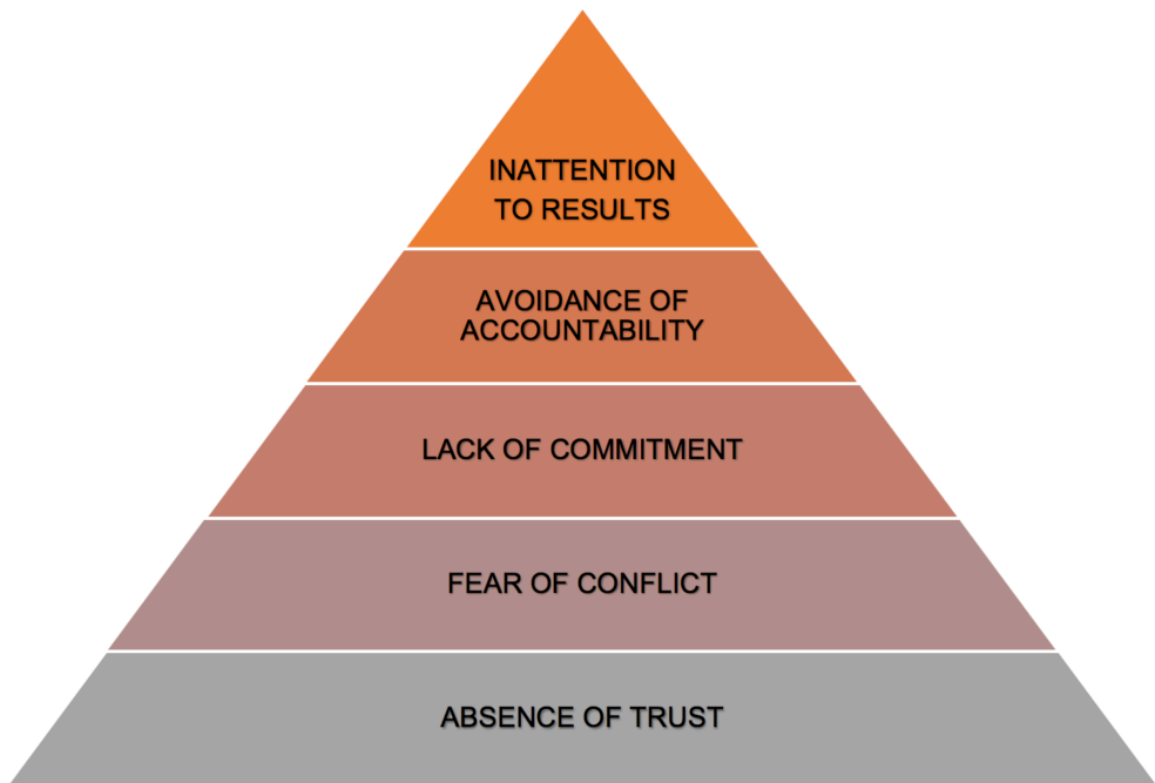 INATTENTION
TO RESULTS
AVOIDANCE OF
ACCOUNTABILITY
LACK OF COMMITMENT
FEAR OF CONFLICT
ABSENCE OF TRUST